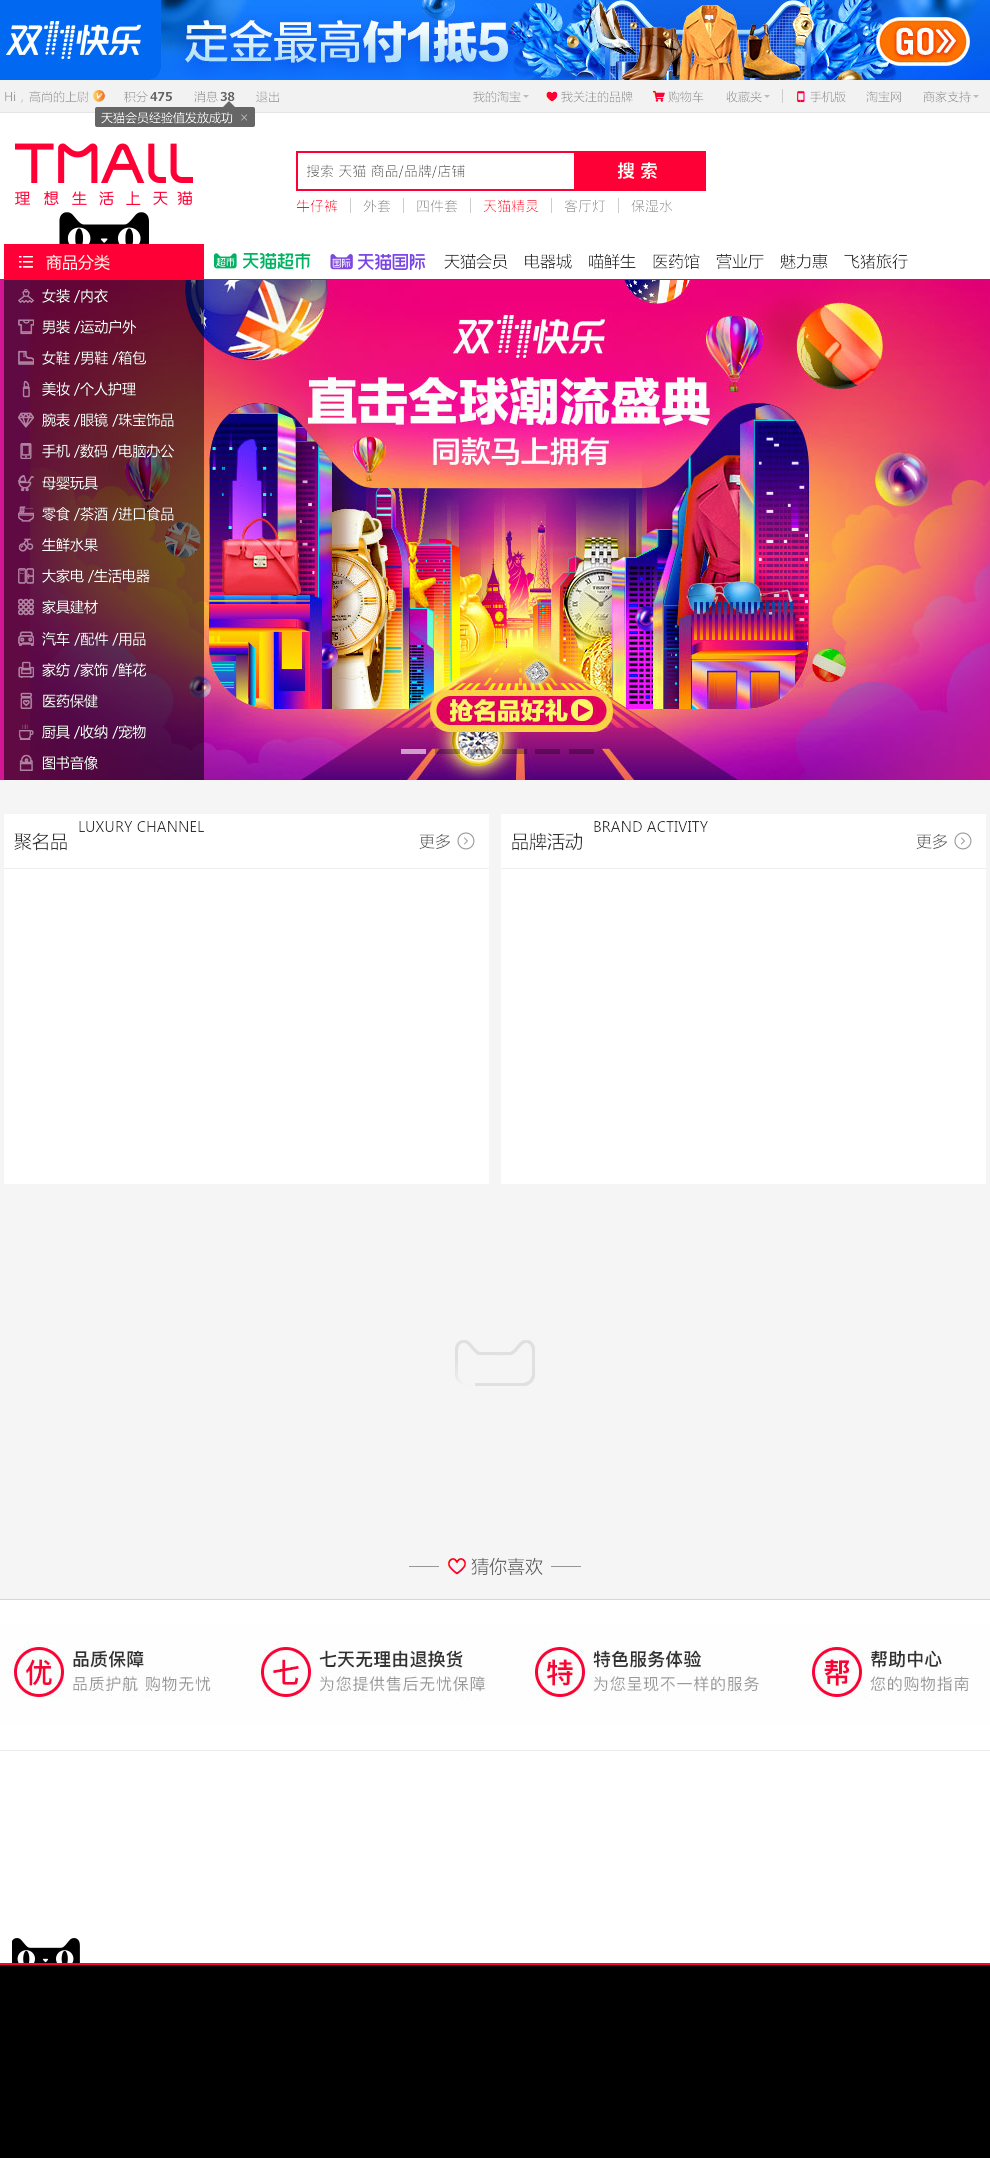 双11快乐 定金最高付1抵5 GO»
Hi，高尚的上尉 积分475 消息38 退出 我的淘宝 我关注的品牌 购物车 收藏夹 手机版 淘宝网 商家支持
天猫会员经验值发放成功 ×
TMALL
理想生活上天猫
搜索 天猫 商品/品牌/店铺 搜索
牛仔裤 外套 四件套 天猫精灵 客厅灯 保湿水
商品分类 超市 天猫超市 国际 天猫国际 天猫会员 电器城 喵鲜生 医药馆 营业厅 魅力惠 飞猪旅行
女装 /内衣
男装 /运动户外
女鞋 /男鞋 /箱包
美妆 /个人护理
腕表 /眼镜 /珠宝饰品
手机 /数码 /电脑办公
母婴玩具
零食 /茶酒 /进口食品
生鲜水果
大家电 /生活电器
家具建材
汽车 /配件 /用品
家纺 /家饰 /鲜花
医药保健
厨具 /收纳 /宠物
图书音像
双11快乐
直击全球潮流盛典
同款马上拥有
抢名品好礼
聚名品 LUXURY CHANNEL 更多
品牌活动 BRAND ACTIVITY 更多
猜你喜欢
优 品质保障
品质护航 购物无忧
七 七天无理由退换货
为您提供售后无忧保障
特 特色服务体验
为您呈现不一样的服务
帮 帮助中心
您的购物指南